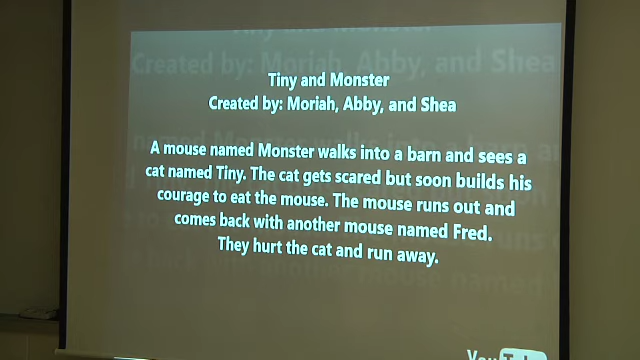 Tiny and Monster
Created by: Moriah, Abby, and Shea
A mouse named Monster walks into a barn and sees a
cat named Tiny. The cat gets scared but soon builds his
courage to eat the mouse. The mouse runs out and
comes back with another mouse named Fred.
They hurt the cat and run away.
YouTube